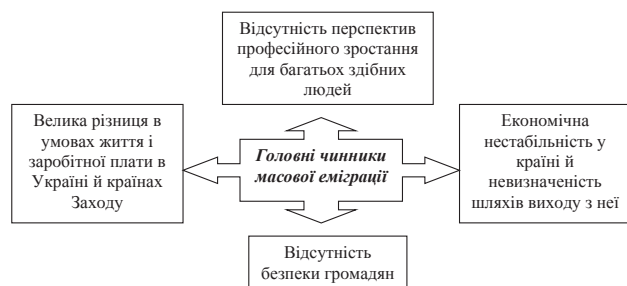 Відсутність перспектив
професійного зростання
для багатьох здібних
людей
Велика різниця в
умовах життя і
заробітної плати в
Україні й країнах
Заходу
Головні чинники
масової еміграції
Економічна
нестабільність у
країні й
невизначеність
шляхів виходу з неї
Відсутність
безпеки громадян